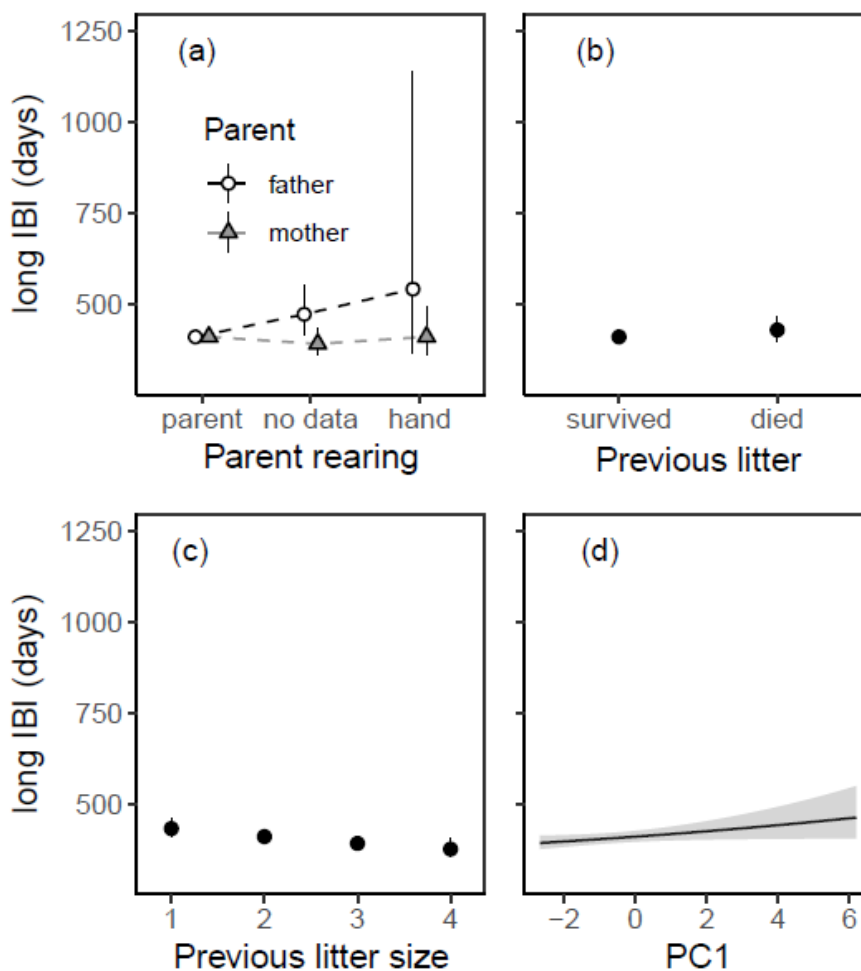 (a)
(b)
long IBI (days)
1250
1000
750
500
Parent
father
mother
parent no data hand
Parent rearing
survived died
Previous litter
(c)
(d)
long IBI (days)
1250
1000
750
500
1 2 3 4
Previous litter size
−2 0 2 4 6
PC1